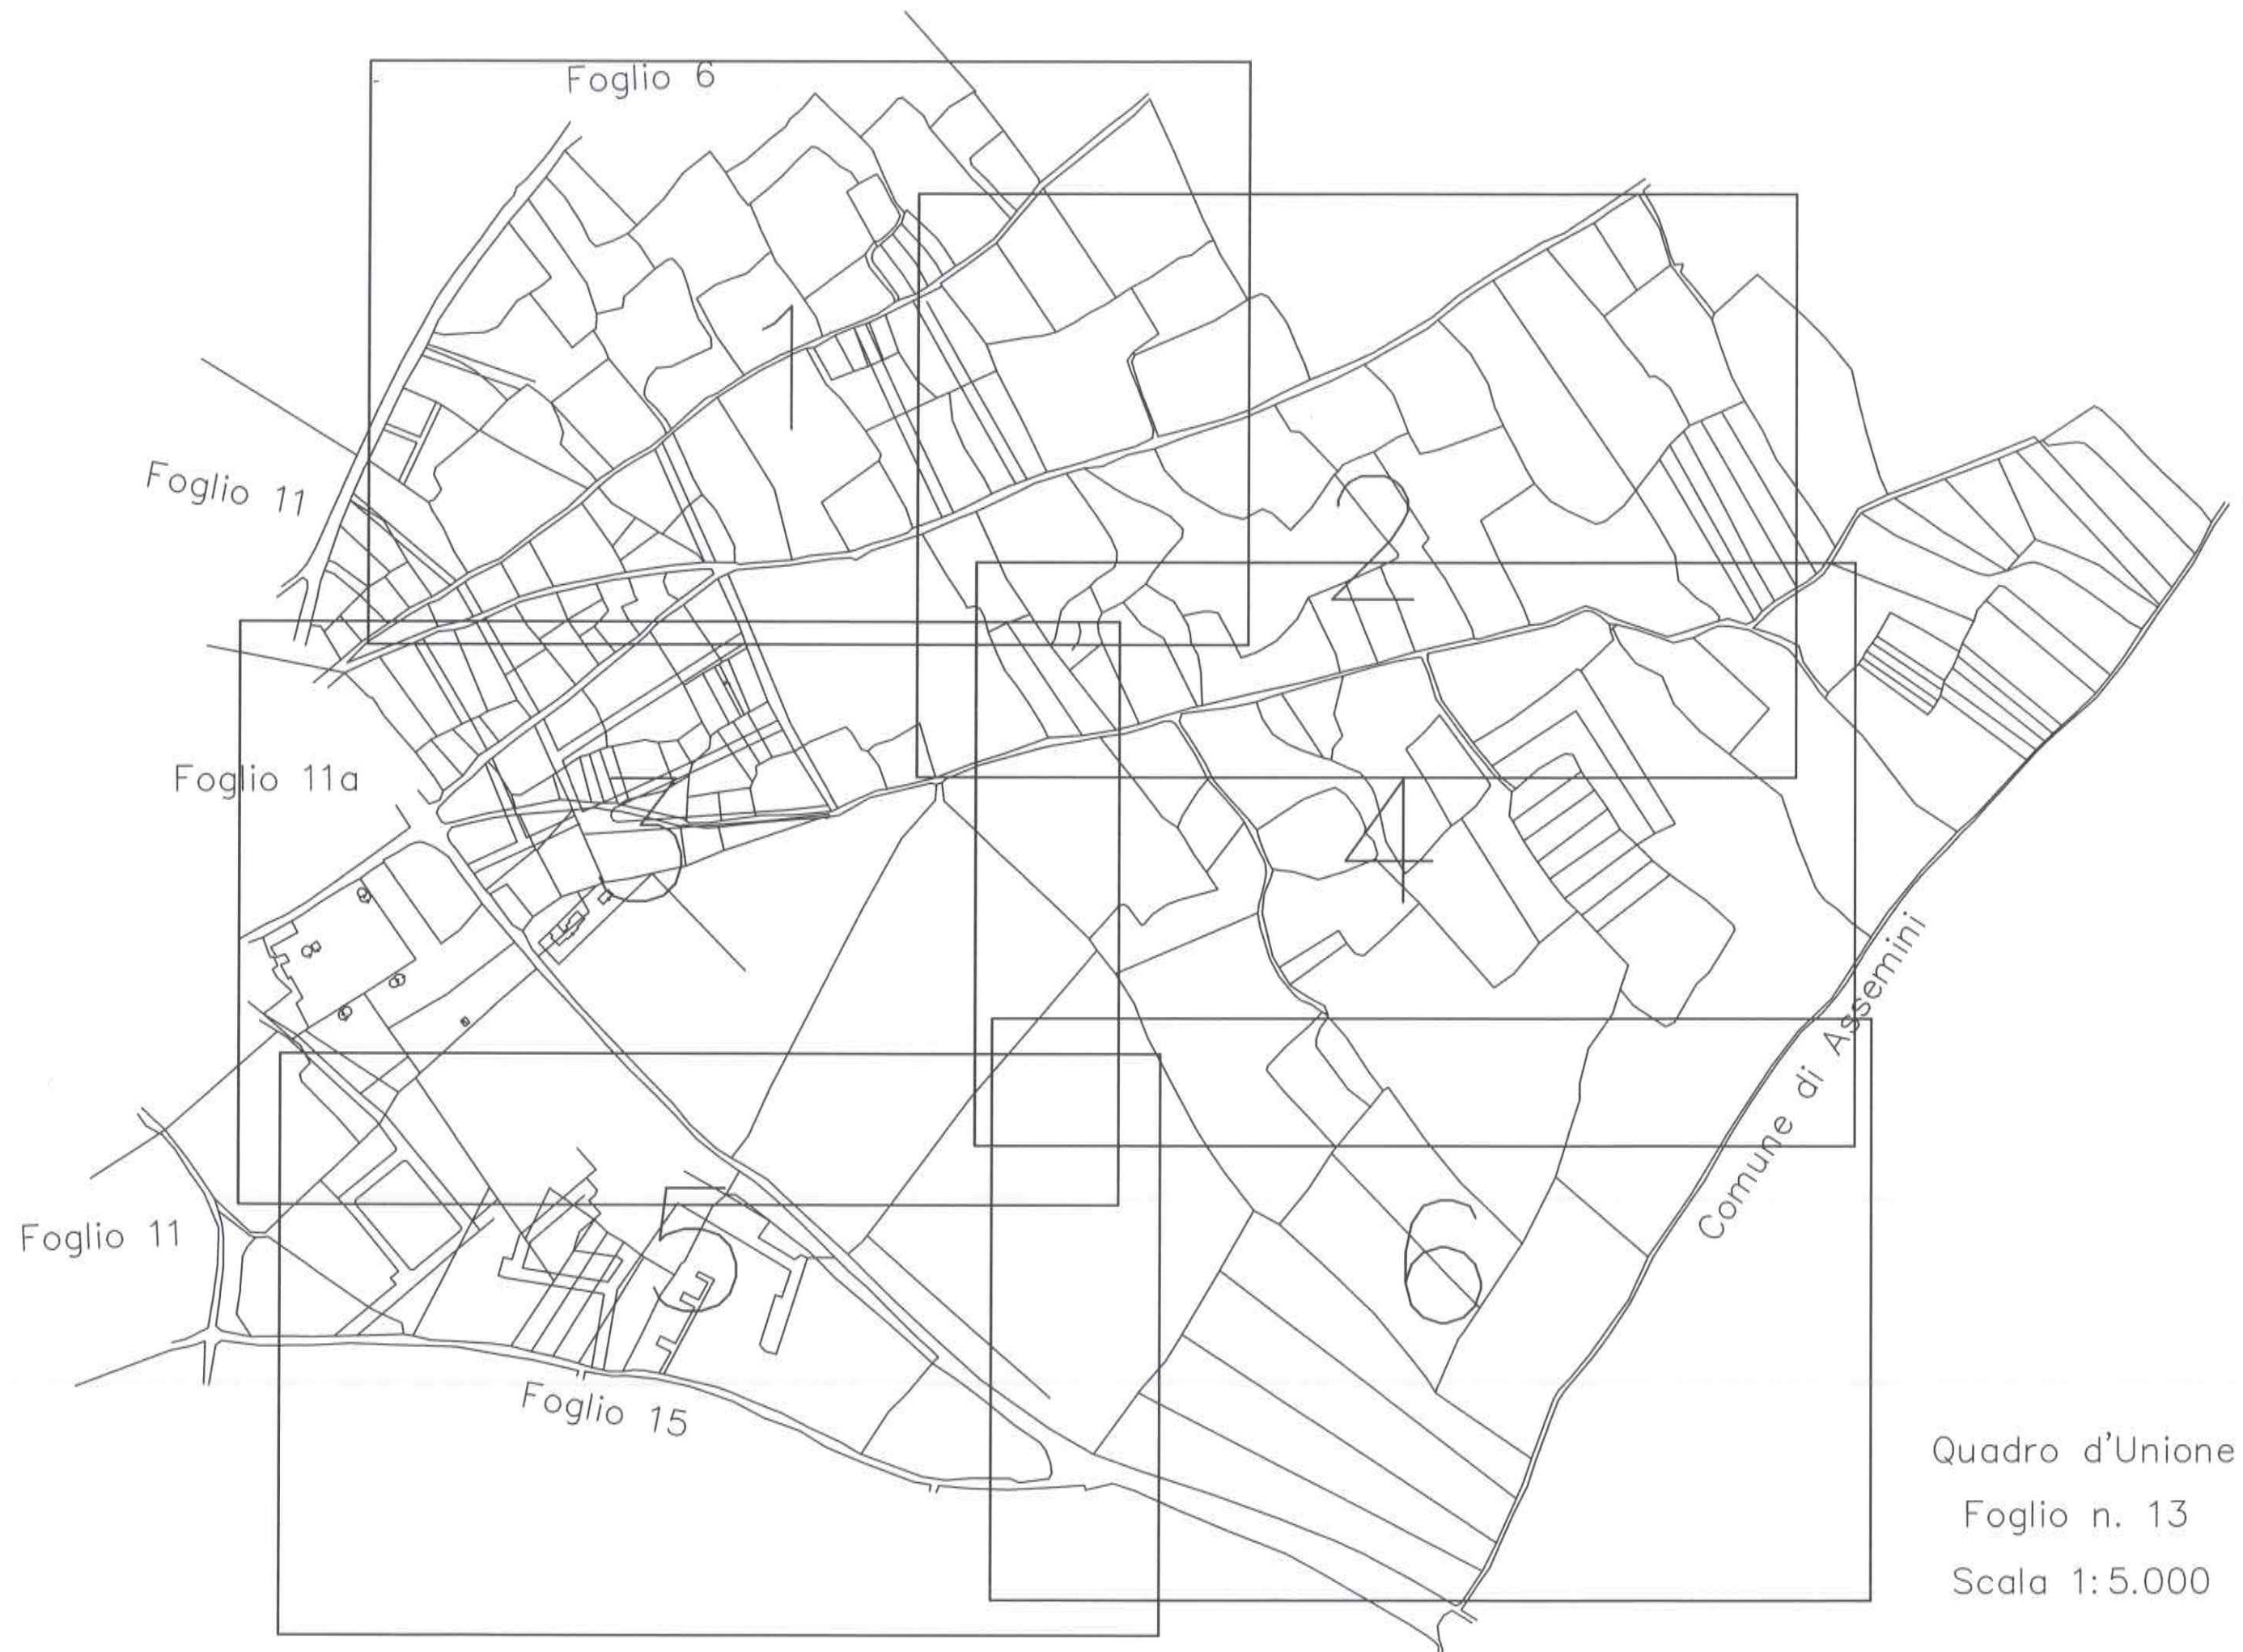 Foglio 6
1
Foglio 11
2
Foglio 11a
3
4
Comune di Assemini
Foglio 11
5
6
Foglio 15
Quadro d'Unione
Foglio n. 13
Scala 1:5.000